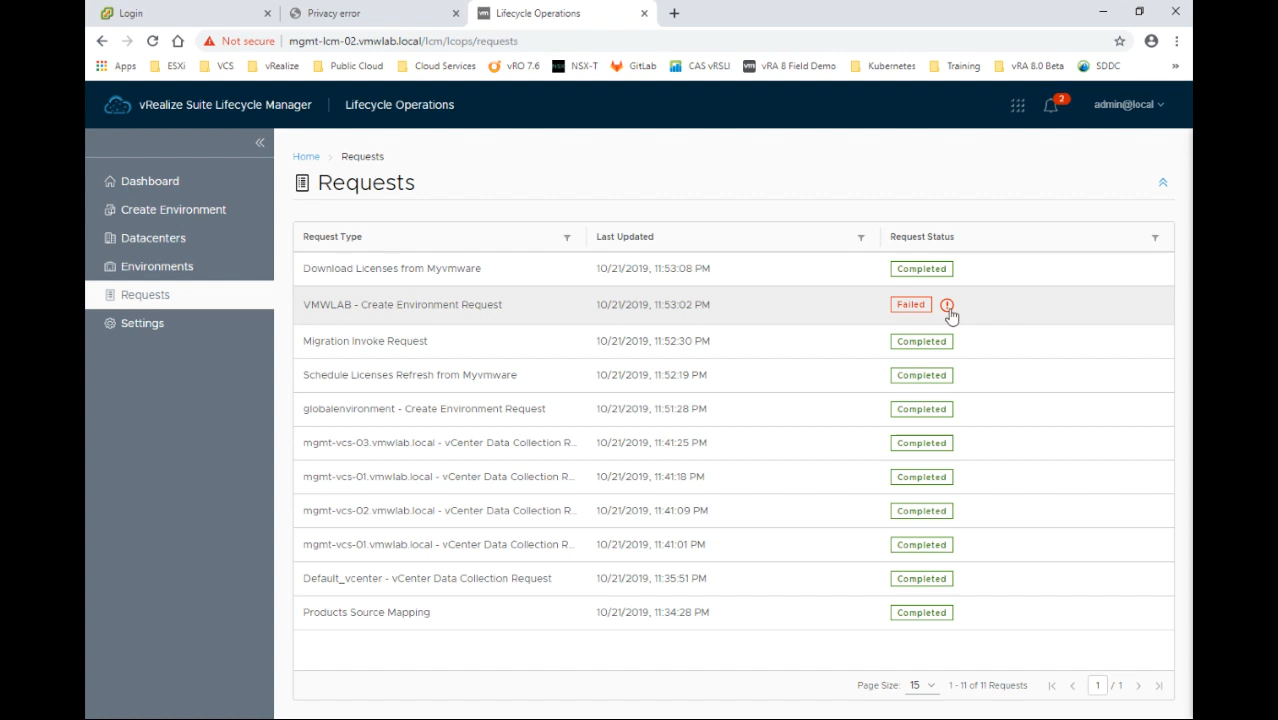 Login
Privacy error
vm Lifecycle Operations
Not secure mgmt-lcm-02.vmwlab.local/lcm/lcops/requests
Apps ESXi VCS vRealize Public Cloud Cloud Services vRO 7.6 NSX NSX-T GitLab CAS vRSLI vm vRA 8 Field Demo Kubernetes Training vRA 8.0 Beta SDDC »
vRealize Suite Lifecycle Manager Lifecycle Operations 2 admin@local
Home > Requests
Dashboard
Create Environment
Datacenters
Environments
Requests
Settings
Requests
Request Type Last Updated Request Status
Download Licenses from Myvmware 10/21/2019, 11:53:08 PM Completed
VMWLAB - Create Environment Request 10/21/2019, 11:53:02 PM Failed
Migration Invoke Request 10/21/2019, 11:52:30 PM Completed
Schedule Licenses Refresh from Myvmware 10/21/2019, 11:52:19 PM Completed
globalenvironment - Create Environment Request 10/21/2019, 11:51:28 PM Completed
mgmt-vcs-03.vmwlab.local - vCenter Data Collection R... 10/21/2019, 11:41:25 PM Completed
mgmt-vcs-01.vmwlab.local - vCenter Data Collection R... 10/21/2019, 11:41:18 PM Completed
mgmt-vcs-02.vmwlab.local - vCenter Data Collection R... 10/21/2019, 11:41:09 PM Completed
mgmt-vcs-01.vmwlab.local - vCenter Data Collection R... 10/21/2019, 11:41:01 PM Completed
Default_vcenter - vCenter Data Collection Request 10/21/2019, 11:35:51 PM Completed
Products Source Mapping 10/21/2019, 11:34:28 PM Completed
Page Size: 15 1 - 11 of 11 Requests 1 / 1